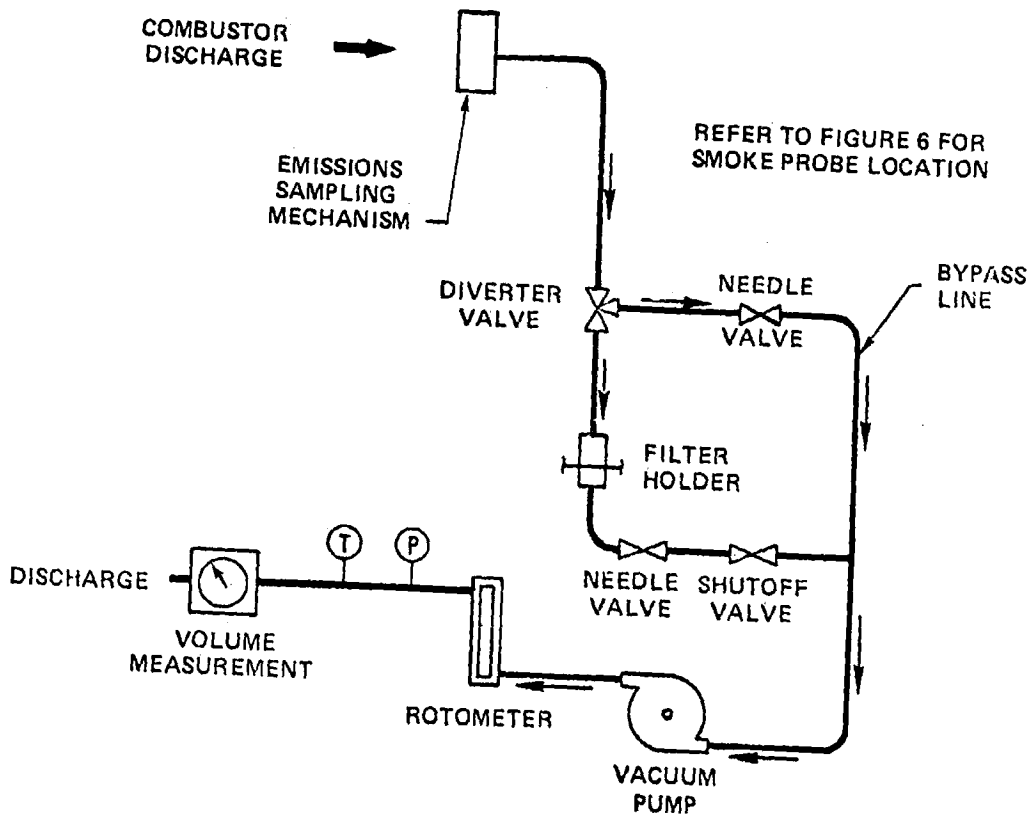 COMBUSTOR
DISCHARGE
REFER TO FIGURE 6 FOR
SMOKE PROBE LOCATION
EMISSIONS
SAMPLING
MECHANISM
DIVERTER
VALVE
NEEDLE
VALVE
BYPASS
LINE
FILTER
HOLDER
T
P
DISCHARGE
NEEDLE
VALVE
SHUTOFF
VALVE
VOLUME
MEASUREMENT
ROTOMETER
VACUUM
PUMP